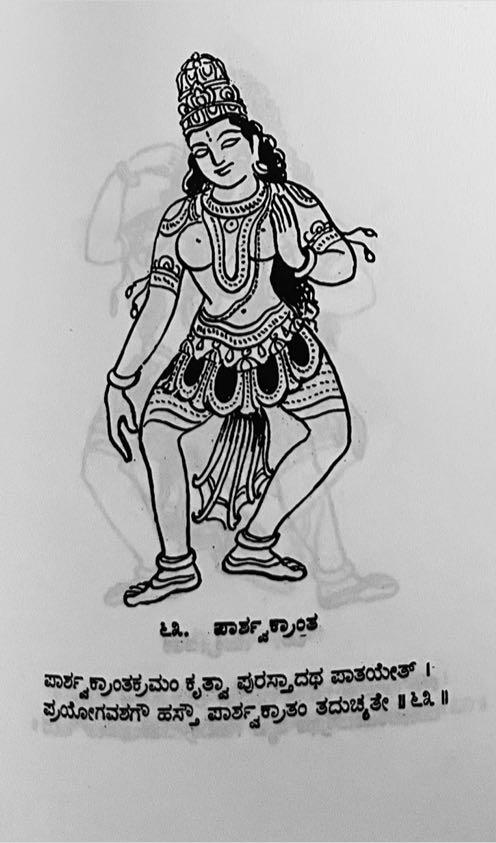 ೬೩. ಪಾರ್ಶ್ವಕ್ರಾಂತ
ಪಾರ್ಶ್ವಕ್ರಾಂತಕ್ರಮಂ ಕೃತ್ವಾ ಪುರಸ್ತಾದಥ ಪಾತಯೇತ್ ।
ಪ್ರಯೋಗವಶಗೌ ಹಸ್ತೌ ಪಾರ್ಶ್ವಕ್ರಾತಂ ತದುಚ್ಯತೇ ॥ ೬೩ ॥